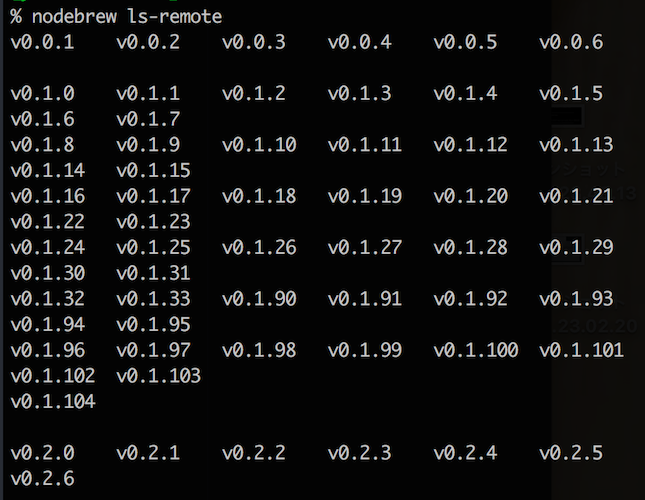 % nodebrew ls-remote
v0.0.1 v0.0.2 v0.0.3 v0.0.4 v0.0.5 v0.0.6
v0.1.0 v0.1.1 v0.1.2 v0.1.3 v0.1.4 v0.1.5
v0.1.6 v0.1.7
v0.1.8 v0.1.9 v0.1.10 v0.1.11 v0.1.12 v0.1.13
v0.1.14 v0.1.15
v0.1.16 v0.1.17 v0.1.18 v0.1.19 v0.1.20 v0.1.21
v0.1.22 v0.1.23
v0.1.24 v0.1.25 v0.1.26 v0.1.27 v0.1.28 v0.1.29
v0.1.30 v0.1.31
v0.1.32 v0.1.33 v0.1.90 v0.1.91 v0.1.92 v0.1.93
v0.1.94 v0.1.95
v0.1.96 v0.1.97 v0.1.98 v0.1.99 v0.1.100 v0.1.101
v0.1.102 v0.1.103
v0.1.104
v0.2.0 v0.2.1 v0.2.2 v0.2.3 v0.2.4 v0.2.5
v0.2.6